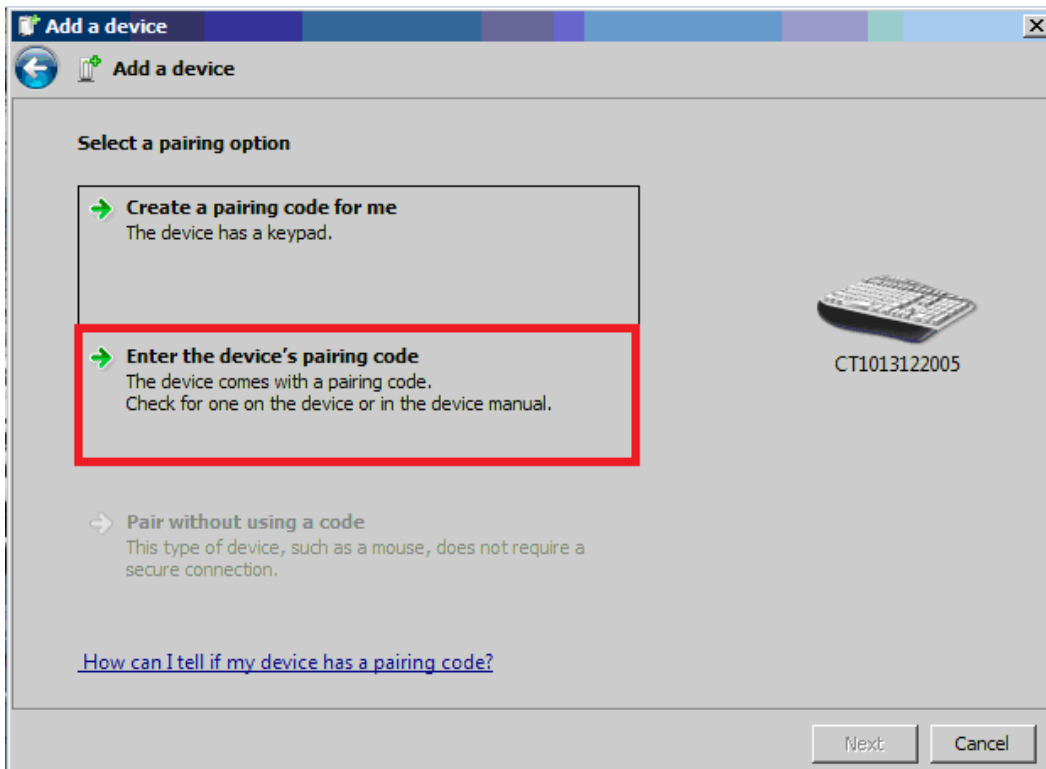 Add a device
Add a device
Select a pairing option
Create a pairing code for me
The device has a keypad.
Enter the device's pairing code
The device comes with a pairing code.
Check for one on the device or in the device manual.
CT1013122005
Pair without using a code
This type of device, such as a mouse, does not require a
secure connection.
How can I tell if my device has a pairing code?
Next
Cancel